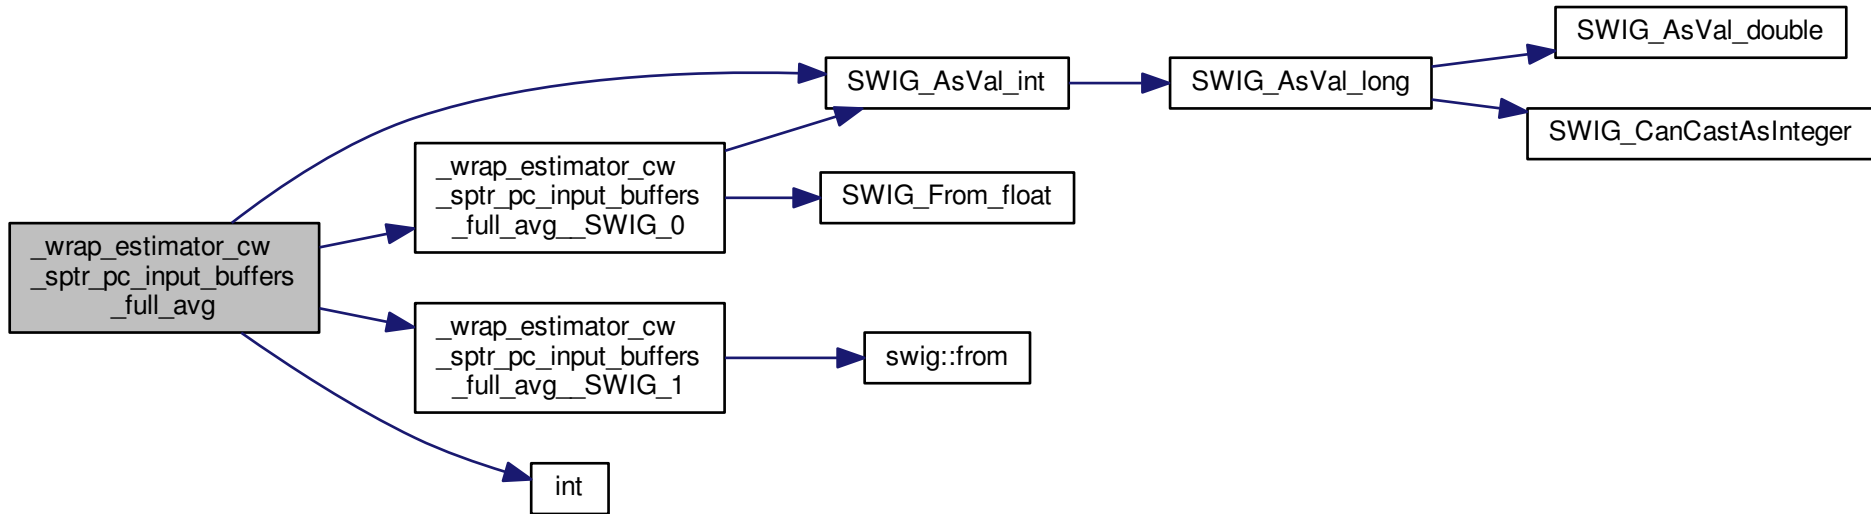 _wrap_estimator_cw
_sptr_pc_input_buffers
_full_avg
_wrap_estimator_cw
_sptr_pc_input_buffers
_full_avg__SWIG_0
_wrap_estimator_cw
_sptr_pc_input_buffers
_full_avg__SWIG_1
int
SWIG_AsVal_int
SWIG_From_float
swig::from
SWIG_AsVal_long
SWIG_AsVal_double
SWIG_CanCastAsInteger